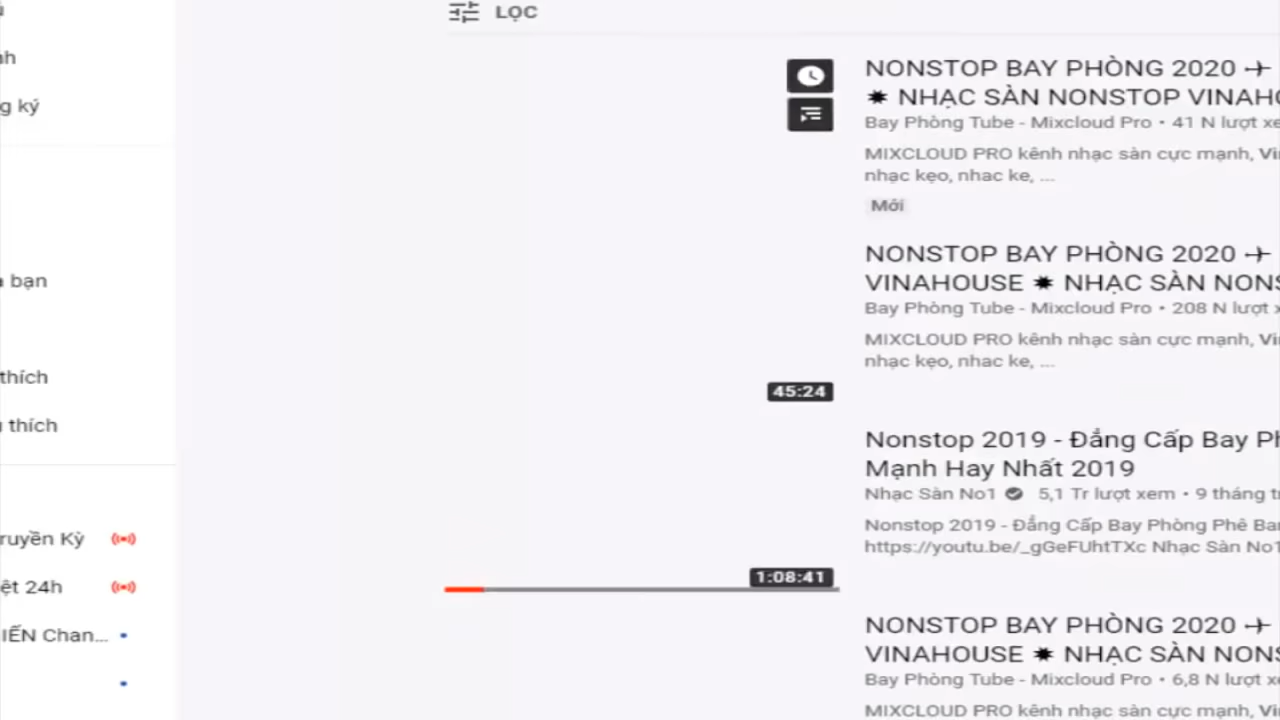 LỌC
g ký
bạn
thích
thích
ruyền Kỳ
ệt 24h
IẾN Chan...
NONSTOP BAY PHÒNG 2020 ✈
✸ NHẠC SÀN NONSTOP VINAHO
Bay Phòng Tube - Mixcloud Pro • 41 N lượt xe
MIXCLOUD PRO kênh nhạc sàn cực mạnh, Vi
nhạc kẹo, nhac ke, ...
Mới
NONSTOP BAY PHÒNG 2020 ✈
VINAHOUSE ✸ NHẠC SÀN NONS
Bay Phòng Tube - Mixcloud Pro • 208 N lượt x
MIXCLOUD PRO kênh nhạc sàn cực mạnh, Vi
nhạc kẹo, nhac ke, ...
45:24
Nonstop 2019 - Đẳng Cấp Bay Ph
Mạnh Hay Nhất 2019
Nhạc Sàn No1 5,1 Tr lượt xem • 9 tháng tr
Nonstop 2019 - Đẳng Cấp Bay Phòng Phê Bar
https://youtu.be/_gGeFUhtTXc Nhạc Sàn No1
1:08:41
NONSTOP BAY PHÒNG 2020 ✈
VINAHOUSE ✸ NHẠC SÀN NONS
Bay Phòng Tube - Mixcloud Pro • 6,8 N lượt x
MIXCLOUD PRO kênh nhạc sàn cực mạnh, Vi